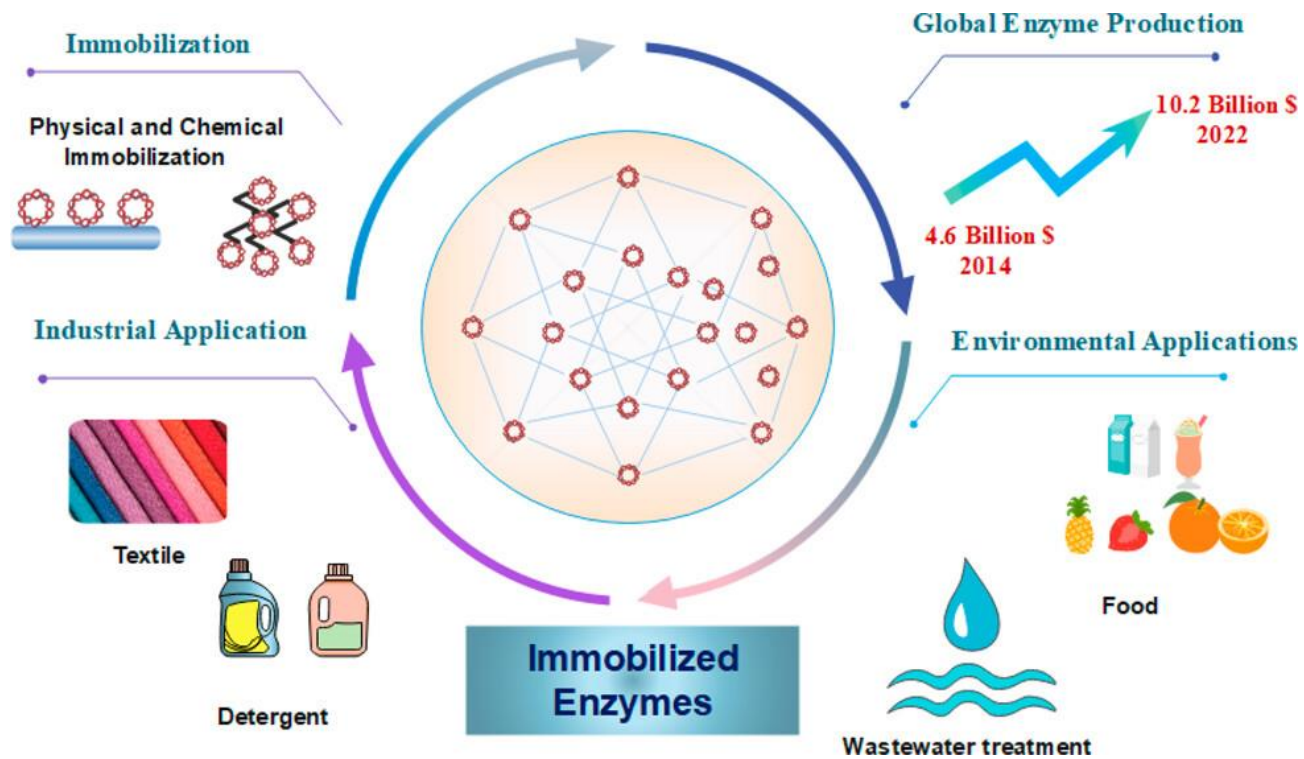 Immobilization
Physical and Chemical
Immobilization
Global Enzyme Production
10.2 Billion $
2022
4.6 Billion $
2014
Industrial Application
Textile
Detergent
Environmental Applications
Food
Wastewater treatment
Immobilized
Enzymes